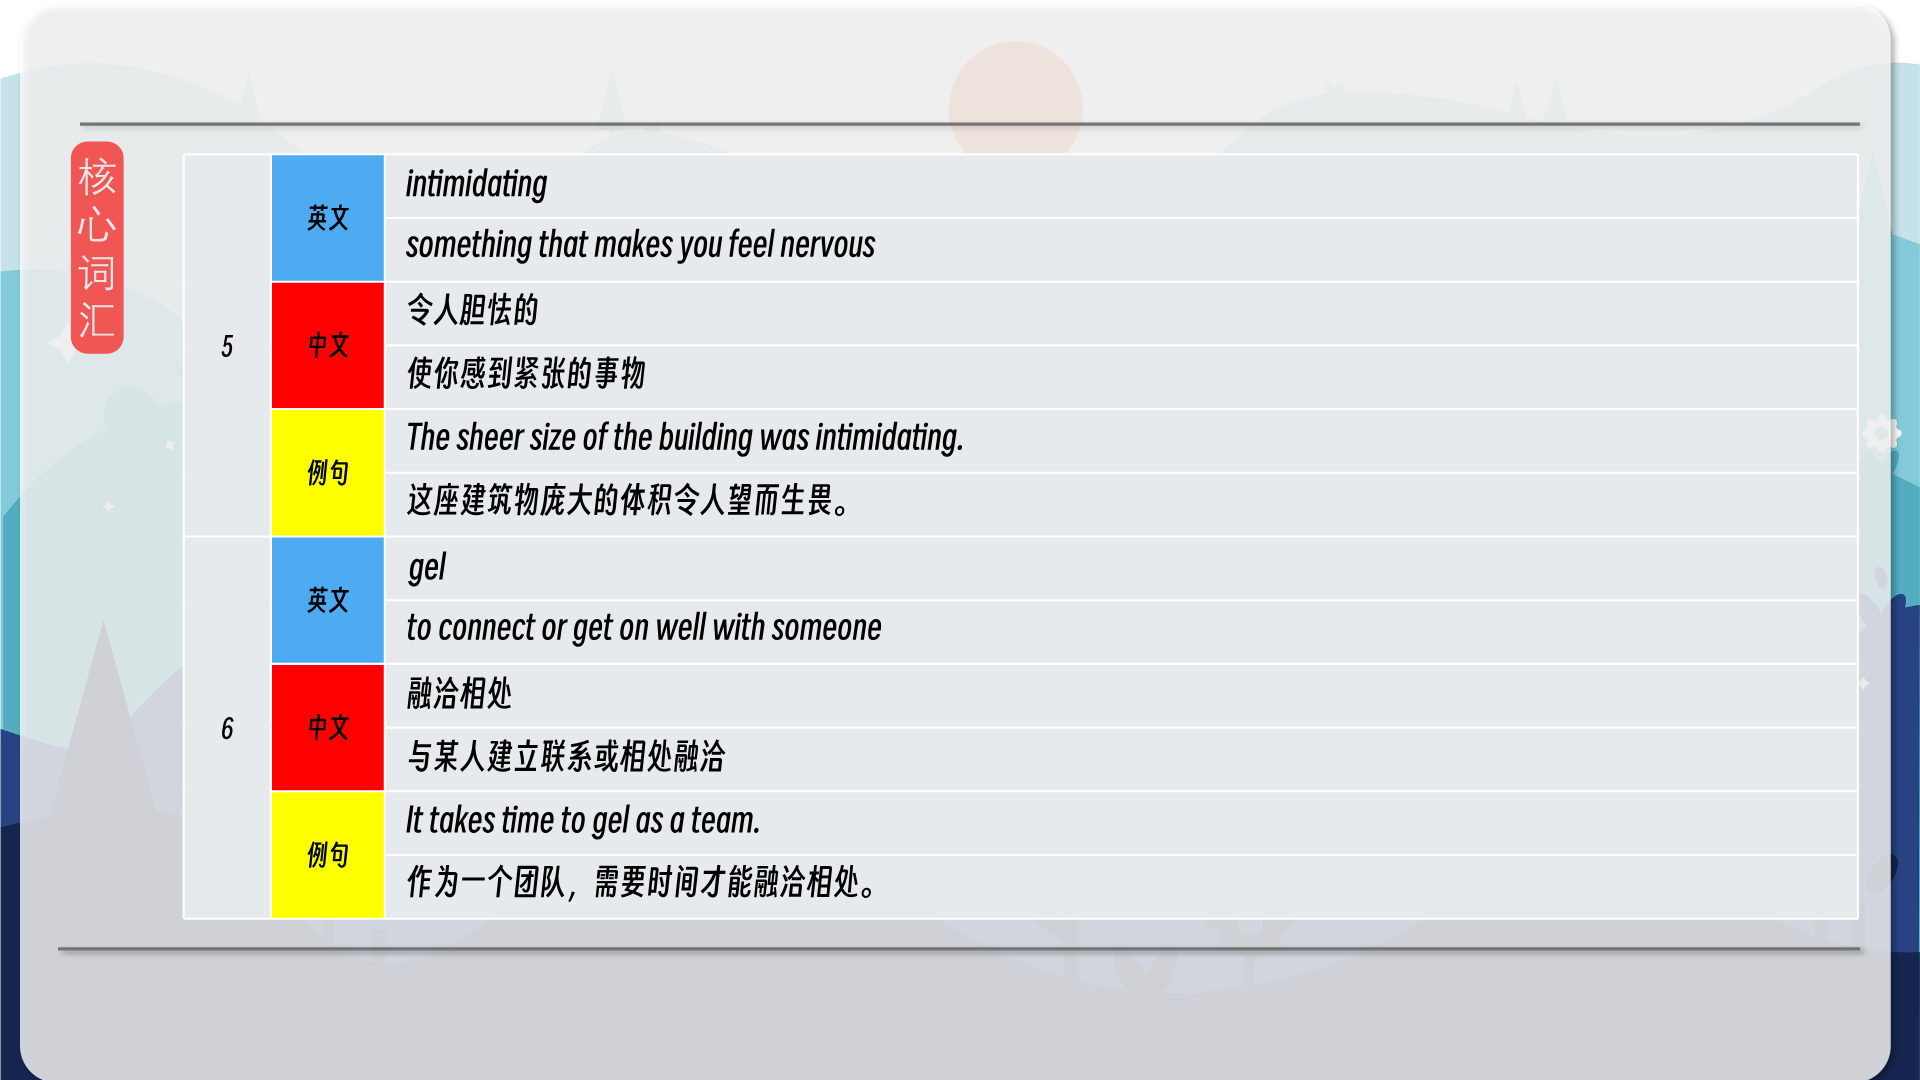 核心词汇
5
英文
intimidating
something that makes you feel nervous
中文
令人胆怯的
使你感到紧张的事物
例句
The sheer size of the building was intimidating.
这座建筑物庞大的体积令人望而生畏。
6
英文
gel
to connect or get on well with someone
中文
融洽相处
与某人建立联系或相处融洽
例句
It takes time to gel as a team.
作为一个团队，需要时间才能融洽相处。